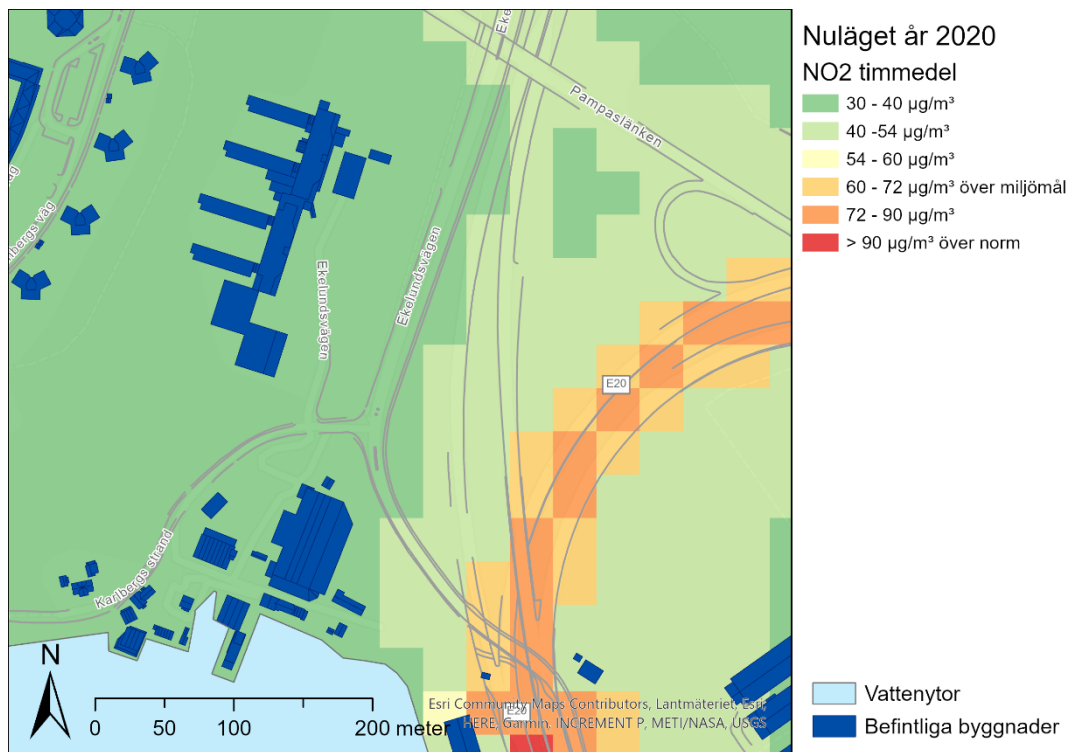 Nuläget år 2020
NO2 timmedel
30 - 40 µg/m³
40 -54 µg/m³
54 - 60 µg/m³
60 - 72 µg/m³ över miljömål
72 - 90 µg/m³
> 90 µg/m³ över norm
Eke
Pampaslänken
Ekelundsvägen
Ekelundsvägen
lbergs väg
E20
Karlbergs strand
N
0 50 100 200 meter
E20
Esri Community Maps Contributors, Lantmäteriet, Esri,
HERE, Garmin, INCREMENT P, METI/NASA, USGS
Vattenytor
Befintliga byggnader